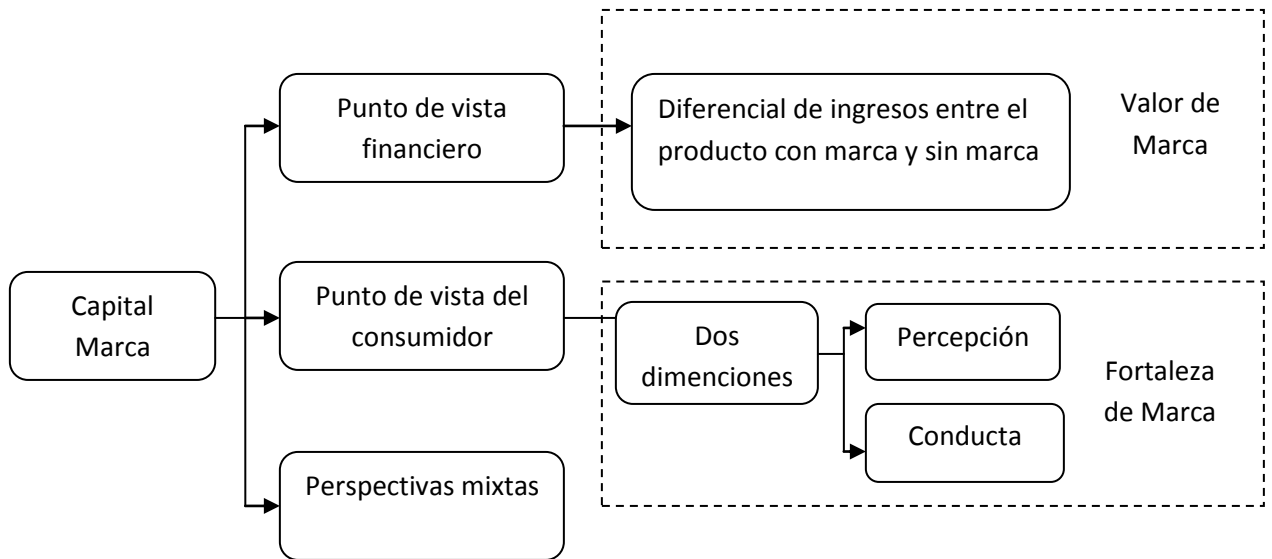 Punto de vista
financiero
Diferencial de ingresos entre el
producto con marca y sin marca
Valor de
Marca
Capital
Marca
Punto de vista del
consumidor
Dos
dimenciones
Percepción
Conducta
Fortaleza
de Marca
Perspectivas mixtas